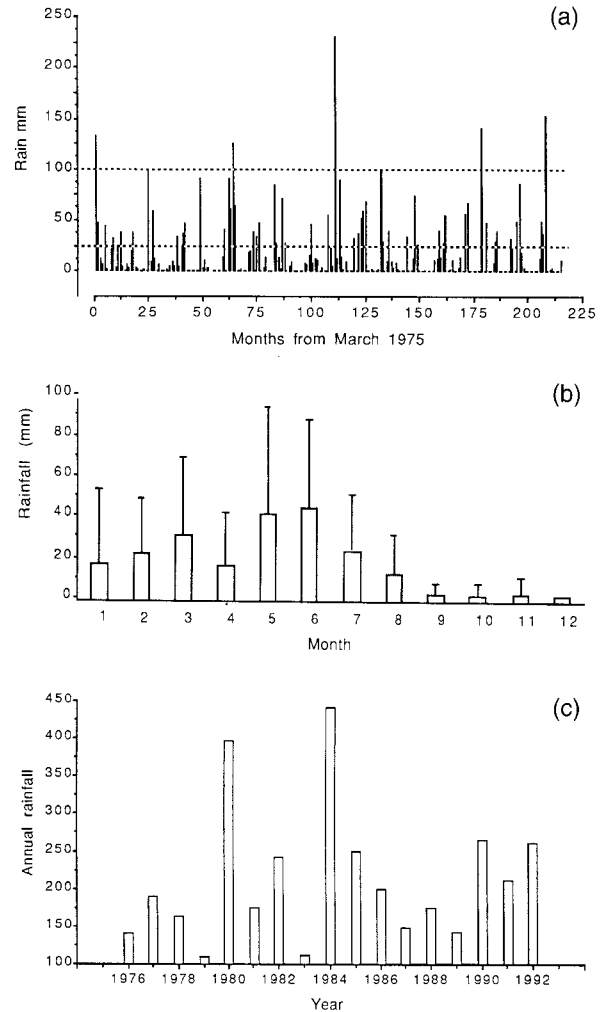 (a)
250
200
150
100
50
0
Rain mm
0 25 50 75 100 125 150 175 200 225
Months from March 1975
(b)
100
80
60
40
20
0
Rainfall (mm)
1 2 3 4 5 6 7 8 9 10 11 12
Month
(c)
450
400
350
300
250
200
150
100
Annual rainfall
1976 1978 1980 1982 1984 1986 1988 1990 1992
Year